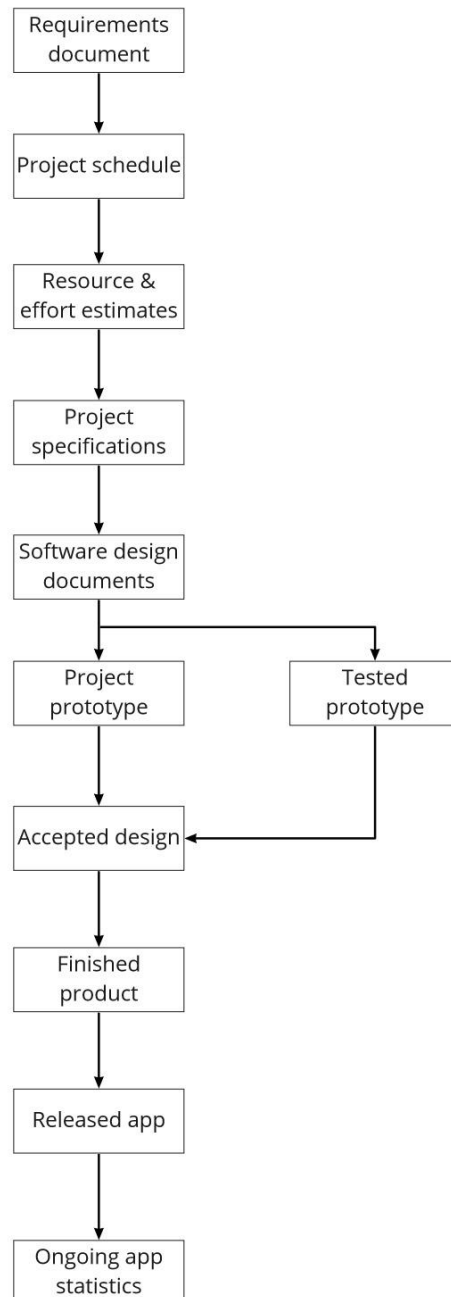 Requirements
document
Project schedule
Resource &
effort estimates
Project
specifications
Software design
documents
Project
prototype
Tested
prototype
Accepted design
Finished
product
Released app
Ongoing app
statistics